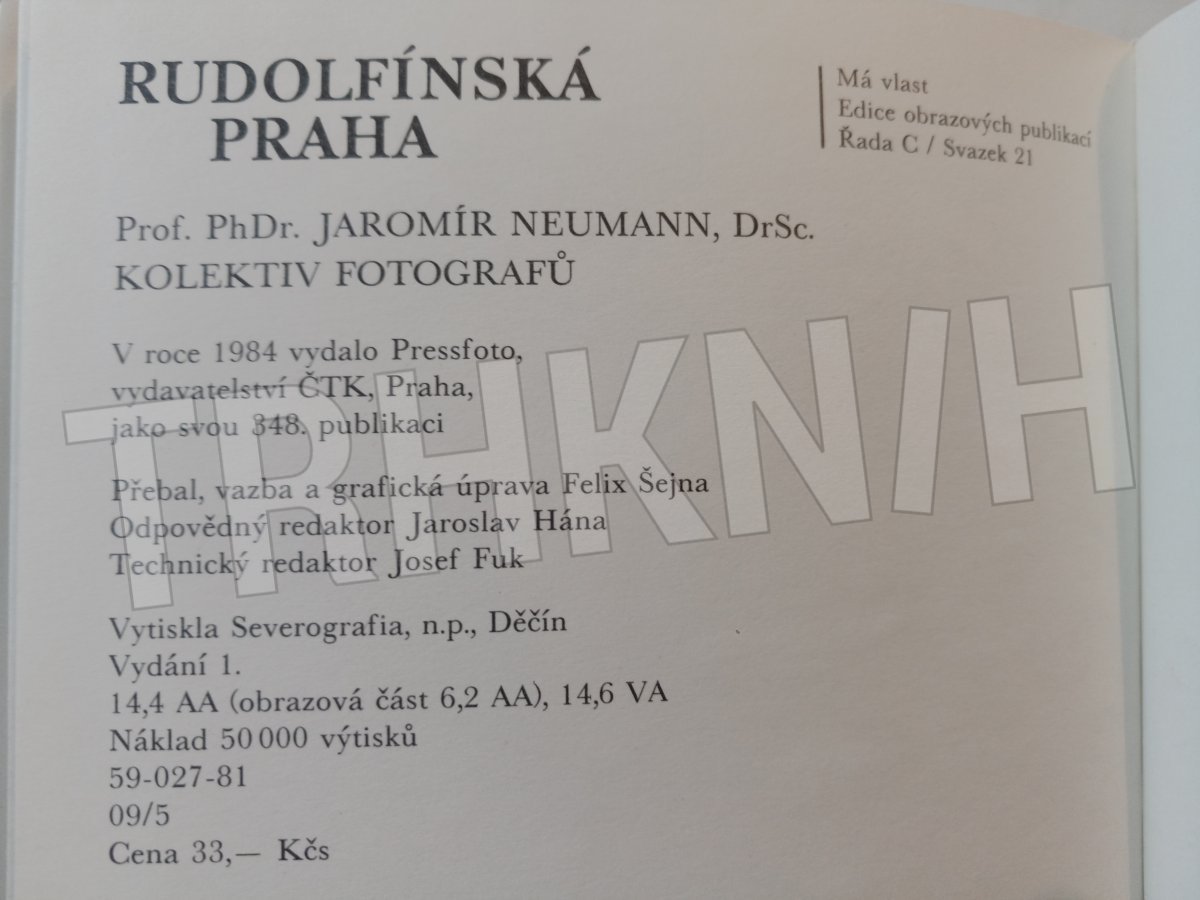 RUDOLFÍNSKÁ
PRAHA
Má vlast
Edice obrazových publikací
Řada C / Svazek 21
Prof. PhDr. JAROMÍR NEUMANN, DrSc.
KOLEKTIV FOTOGRAFŮ
V roce 1984 vydalo Pressfoto,
vydavatelství ČTK, Praha,
jako svou 348. publikaci
Přebal, vazba a grafická úprava Felix Šejna
Odpovědný redaktor Jaroslav Hána
Technický redaktor Josef Fuk
Vytiskla Severografia, n.p., Děčín
Vydání 1.
14,4 AA (obrazová část 6,2 AA), 14,6 VA
Náklad 50 000 výtisků
59-027-81
09/5
Cena 33,— Kčs
TRHKNIH